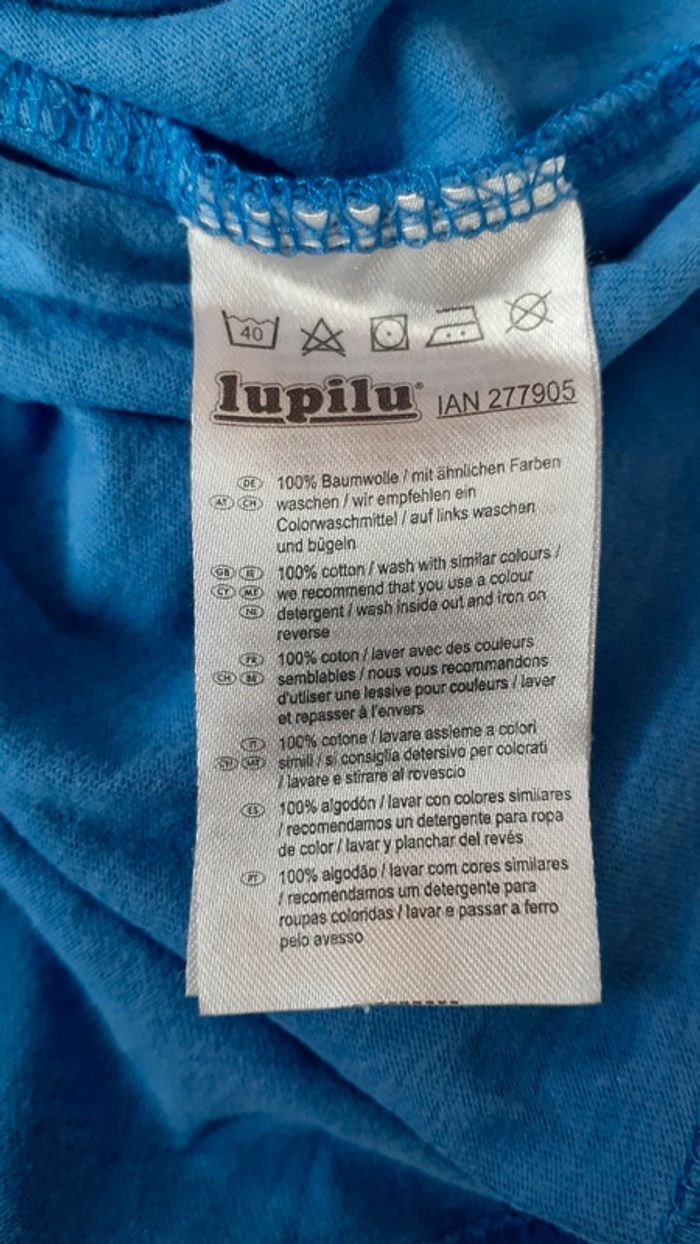 40
lupilu® IAN 277905
DE 100% Baumwolle / mit ähnlichen Farben
AT CH waschen / wir empfehlen ein
Colorwaschmittel / auf links waschen
und bügeln
GB IE 100% cotton / wash with similar colours /
CY MT we recommend that you use a colour
NI detergent / wash inside out and iron on
reverse
FR 100% coton / laver avec des couleurs
CH BE semblables / nous vous recommandons
d'utliser une lessive pour couleurs / laver
et repasser à l'envers
IT 100% cotone / lavare assieme a colori
CH MT simili / si consiglia detersivo per colorati
/ lavare e stirare al rovescio
ES 100% algodón / lavar con colores similares
/ recomendamos un detergente para ropa
de color / lavar y planchar del revés
PT 100% algodão / lavar com cores similares
/ recomendamos um detergente para
roupas coloridas / lavar e passar a ferro
pelo avesso